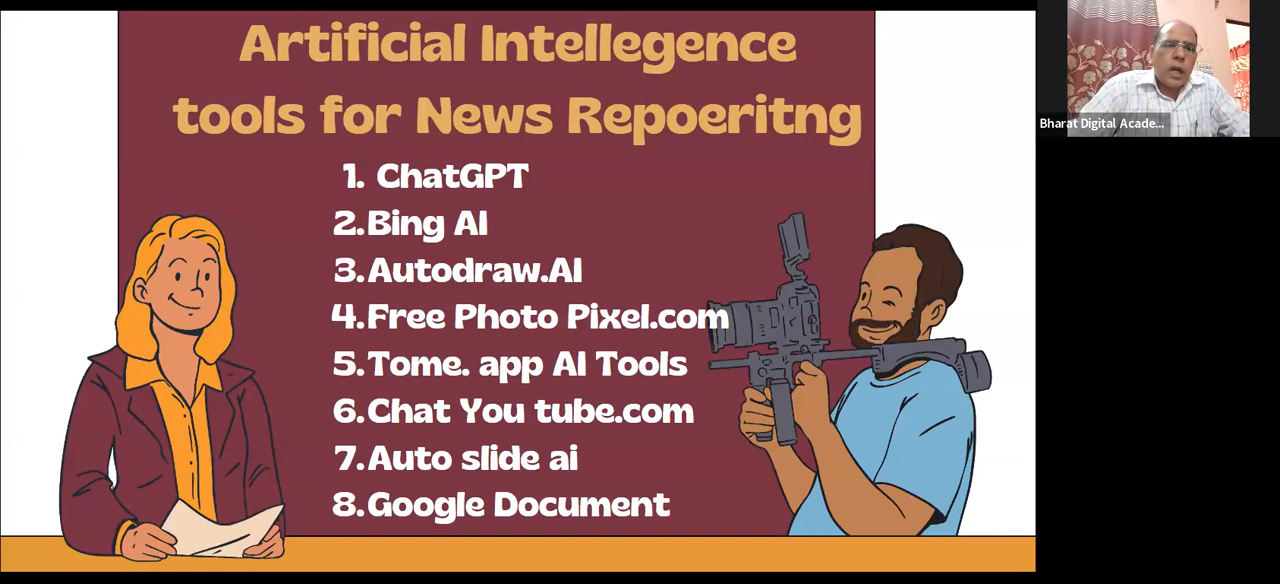 Artificial Intellegence
tools for News Repoeritng
1. ChatGPT
2. Bing AI
3. Autodraw.AI
4. Free Photo Pixel.com
5. Tome. app AI Tools
6. Chat You tube.com
7. Auto slide ai
8. Google Document
Bharat Digital Acade...